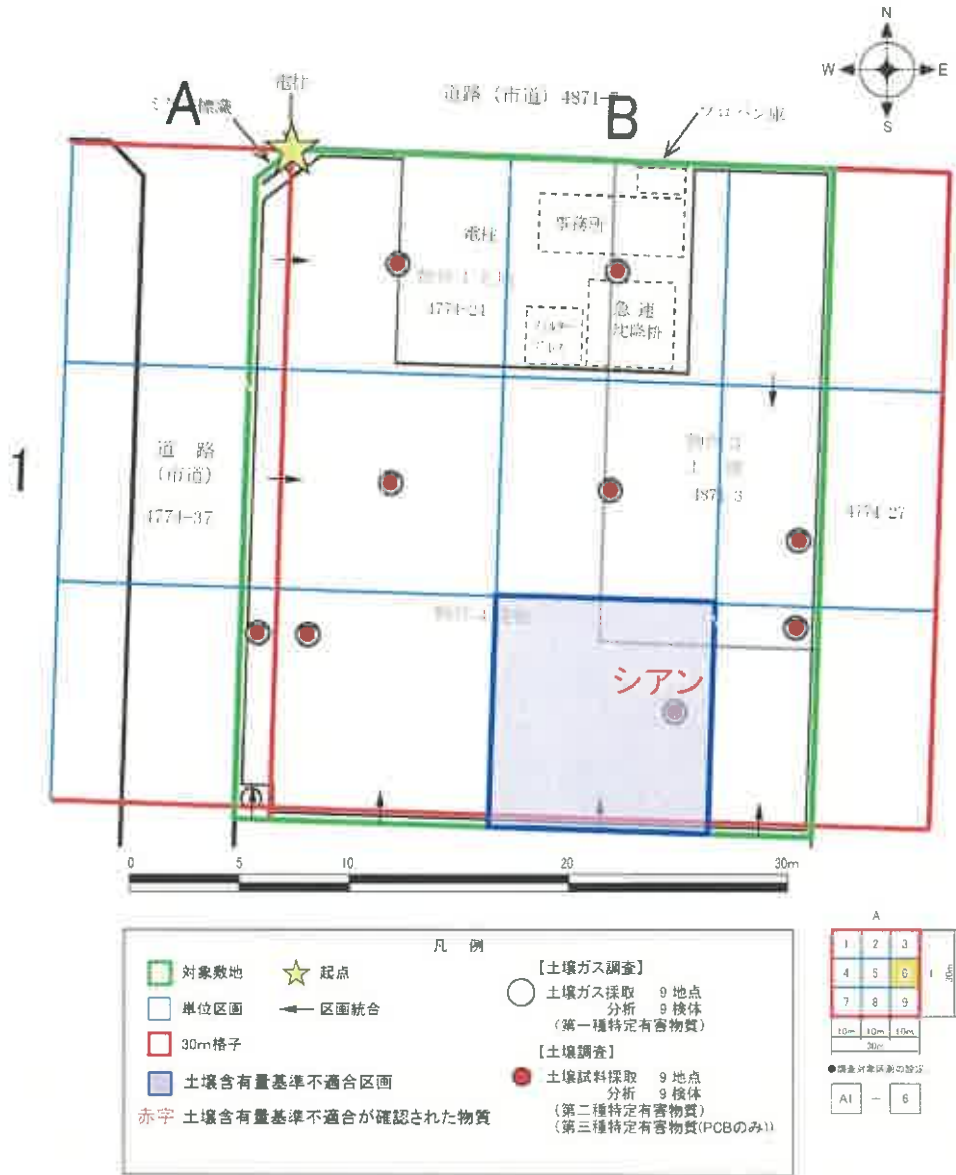 N
W E
S
A
電柱
標識
道路（市道）4871-
B
プロパン庫
電柱
事務所
4774-24
急速
沈降槽
1
道 路
（市道）
4774-37
4871-3
4774-27
シアン
0 5 10 20 30m
凡 例
対象敷地
起点
単位区画
区画統合
30m格子
土壌含有量基準不適合区画
赤字 土壌含有量基準不適合が確認された物質
【土壌ガス調査】
土壌ガス採取 9 地点
分析 9 検体
(第一種特定有害物質)
【土壌調査】
土壌試料採取 9 地点
分析 9 検体
(第二種特定有害物質)
(第三種特定有害物質(PCBのみ))
A
1 2 3
4 5 6
7 8 9
30m
10m 10m 10m
30m
A1 － 6